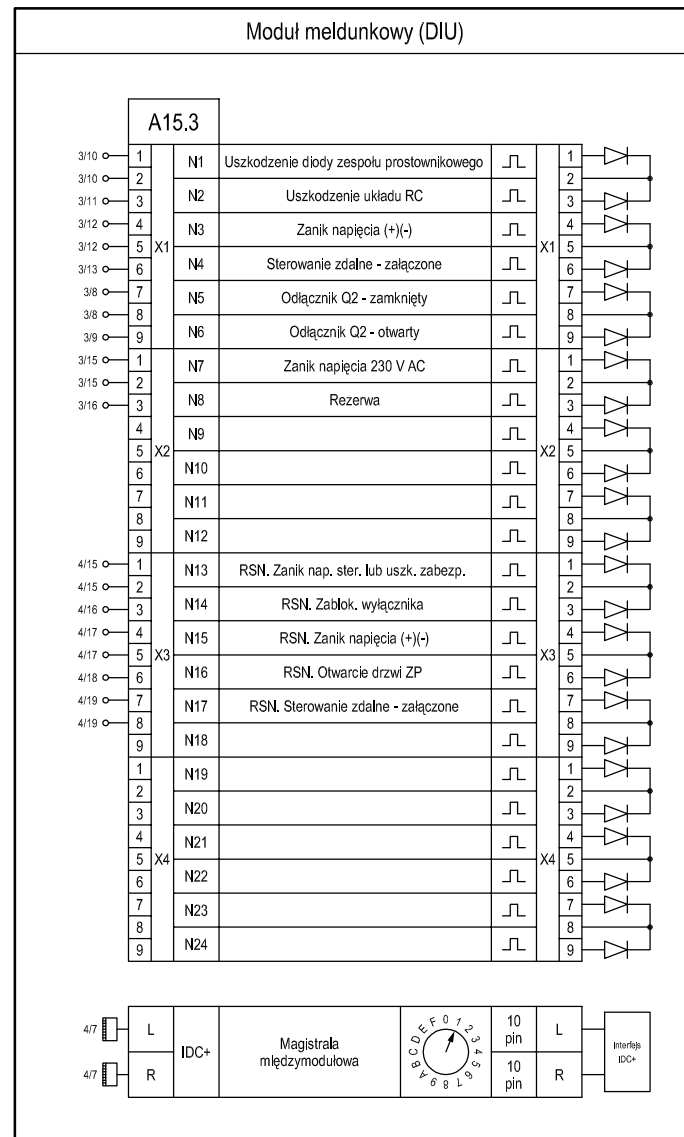 Moduł meldunkowy (DIU)
A15.3
3/10 1 N1 Uszkodzenie diody zespołu prostownikowego 1
3/10 2 2
3/11 3 N2 Uszkodzenie układu RC 3
3/12 4 N3 Zanik napięcia (+)(-) 4
3/12 5 X1 X1 5
3/13 6 N4 Sterowanie zdalne - załączone 6
3/8 7 N5 Odłącznik Q2 - zamknięty 7
3/8 8 8
3/9 9 N6 Odłącznik Q2 - otwarty 9
3/15 1 N7 Zanik napięcia 230 V AC 1
3/15 2 2
3/16 3 N8 Rezerwa 3
4 N9 4
5 X2 X2 5
6 N10 6
7 N11 7
8 8
9 N12 9
4/15 1 N13 RSN. Zanik nap. ster. lub uszk. zabezp. 1
4/15 2 2
4/16 3 N14 RSN. Zablok. wyłącznika 3
4/17 4 N15 RSN. Zanik napięcia (+)(-) 4
4/17 5 X3 X3 5
4/18 6 N16 RSN. Otwarcie drzwi ZP 6
4/19 7 N17 RSN. Sterowanie zdalne - załączone 7
4/19 8 8
9 N18 9
1 N19 1
2 2
3 N20 3
4 N21 4
5 X4 X4 5
6 N22 6
7 N23 7
8 8
9 N24 9
4/7 L 10 pin L
IDC+ Magistrala międzymodułowa 0 1 2 3 4 5 6 7 8 9 A B C D E F Interfejs IDC+
4/7 R 10 pin R